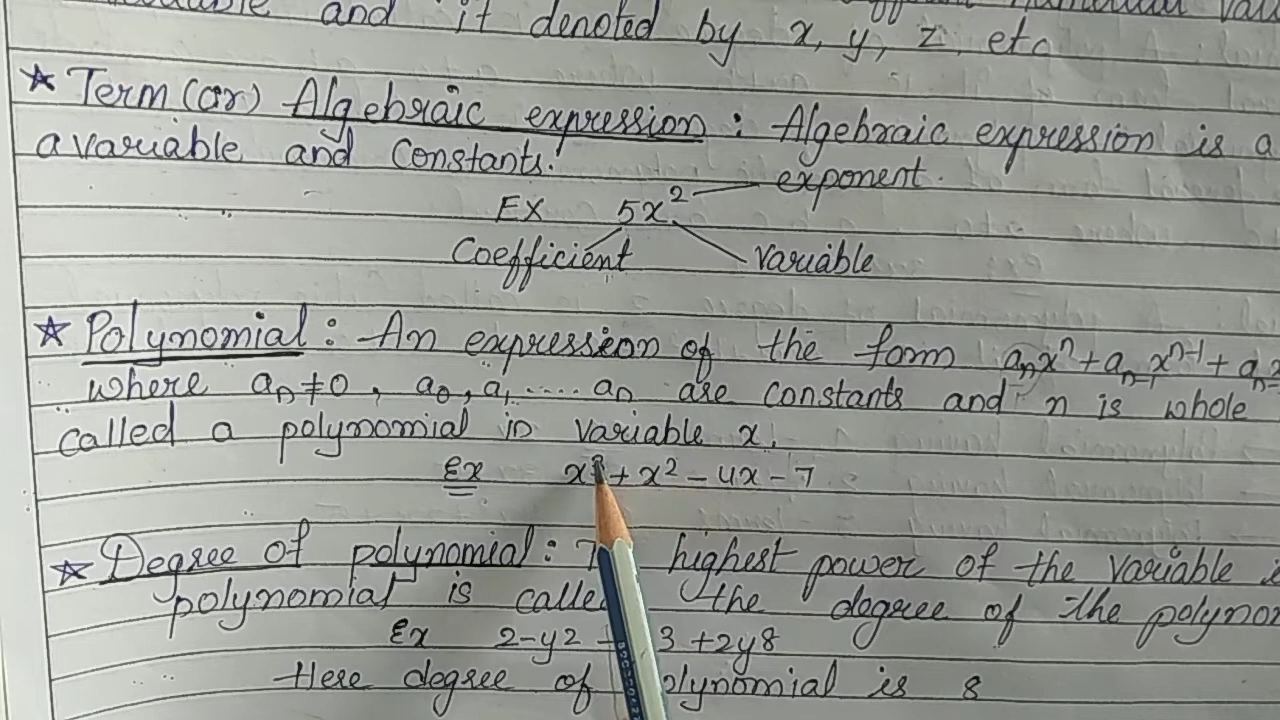 and it denoted by x, y, z, etc
★ Term (or) Algebraic expression : Algebraic expression is a
a variable and Constants.
exponent.
EX 5x²
Coefficient variable
★ Polynomial : An expression of the form aₙxⁿ + aₙ₋₁xⁿ⁻¹ + aₙ₋
where aₙ ≠ 0, a₀, a₁ ..... aₙ are constants and n is whole
called a polynomial in variable x.
Ex x + x² - 4x - 7
★ Degree of polynomial : highest power of the variable
polynomial is called the degree of the
Ex 2-y2 3 +2y8
Here degree of polynomial is 8